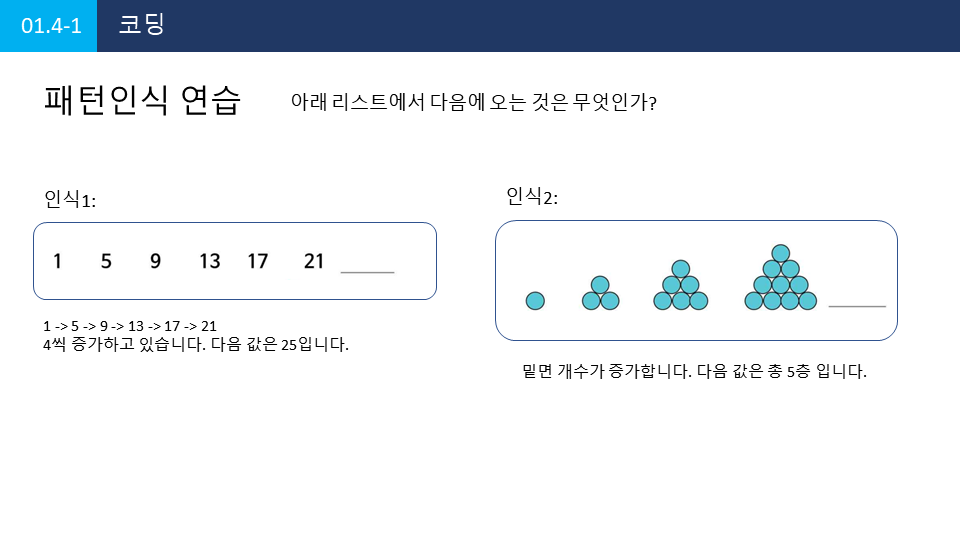 01.4-1 코딩
패턴인식 연습
아래 리스트에서 다음에 오는 것은 무엇인가?
인식1:
1 5 9 13 17 21
1 -> 5 -> 9 -> 13 -> 17 -> 21
4씩 증가하고 있습니다. 다음 값은 25입니다.
인식2:
밑면 개수가 증가합니다. 다음 값은 총 5층 입니다.